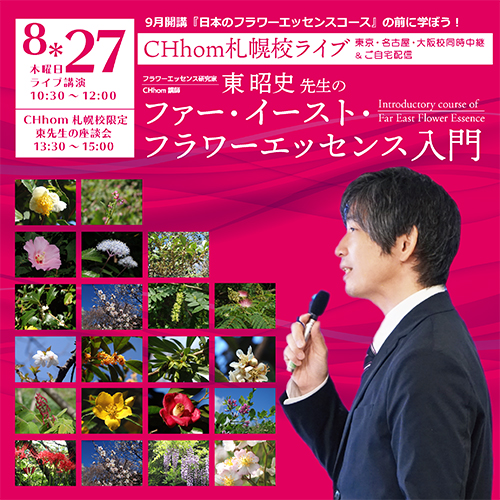 9月開講『日本のフラワーエッセンスコース』の前に学ぼう!
8*27
木曜日
ライブ講演
10:30～12:00
CHhom札幌校ライブ
東京・名古屋・大阪校同時中継
&ご自宅配信
CHhom 札幌校限定
東先生の座談会
13:30～15:00
フラワーエッセンス研究家
CHhom 講師
東 昭史 先生の
ファー・イースト・
Introductory course of
Far East Flower Essence
フラワーエッセンス入門